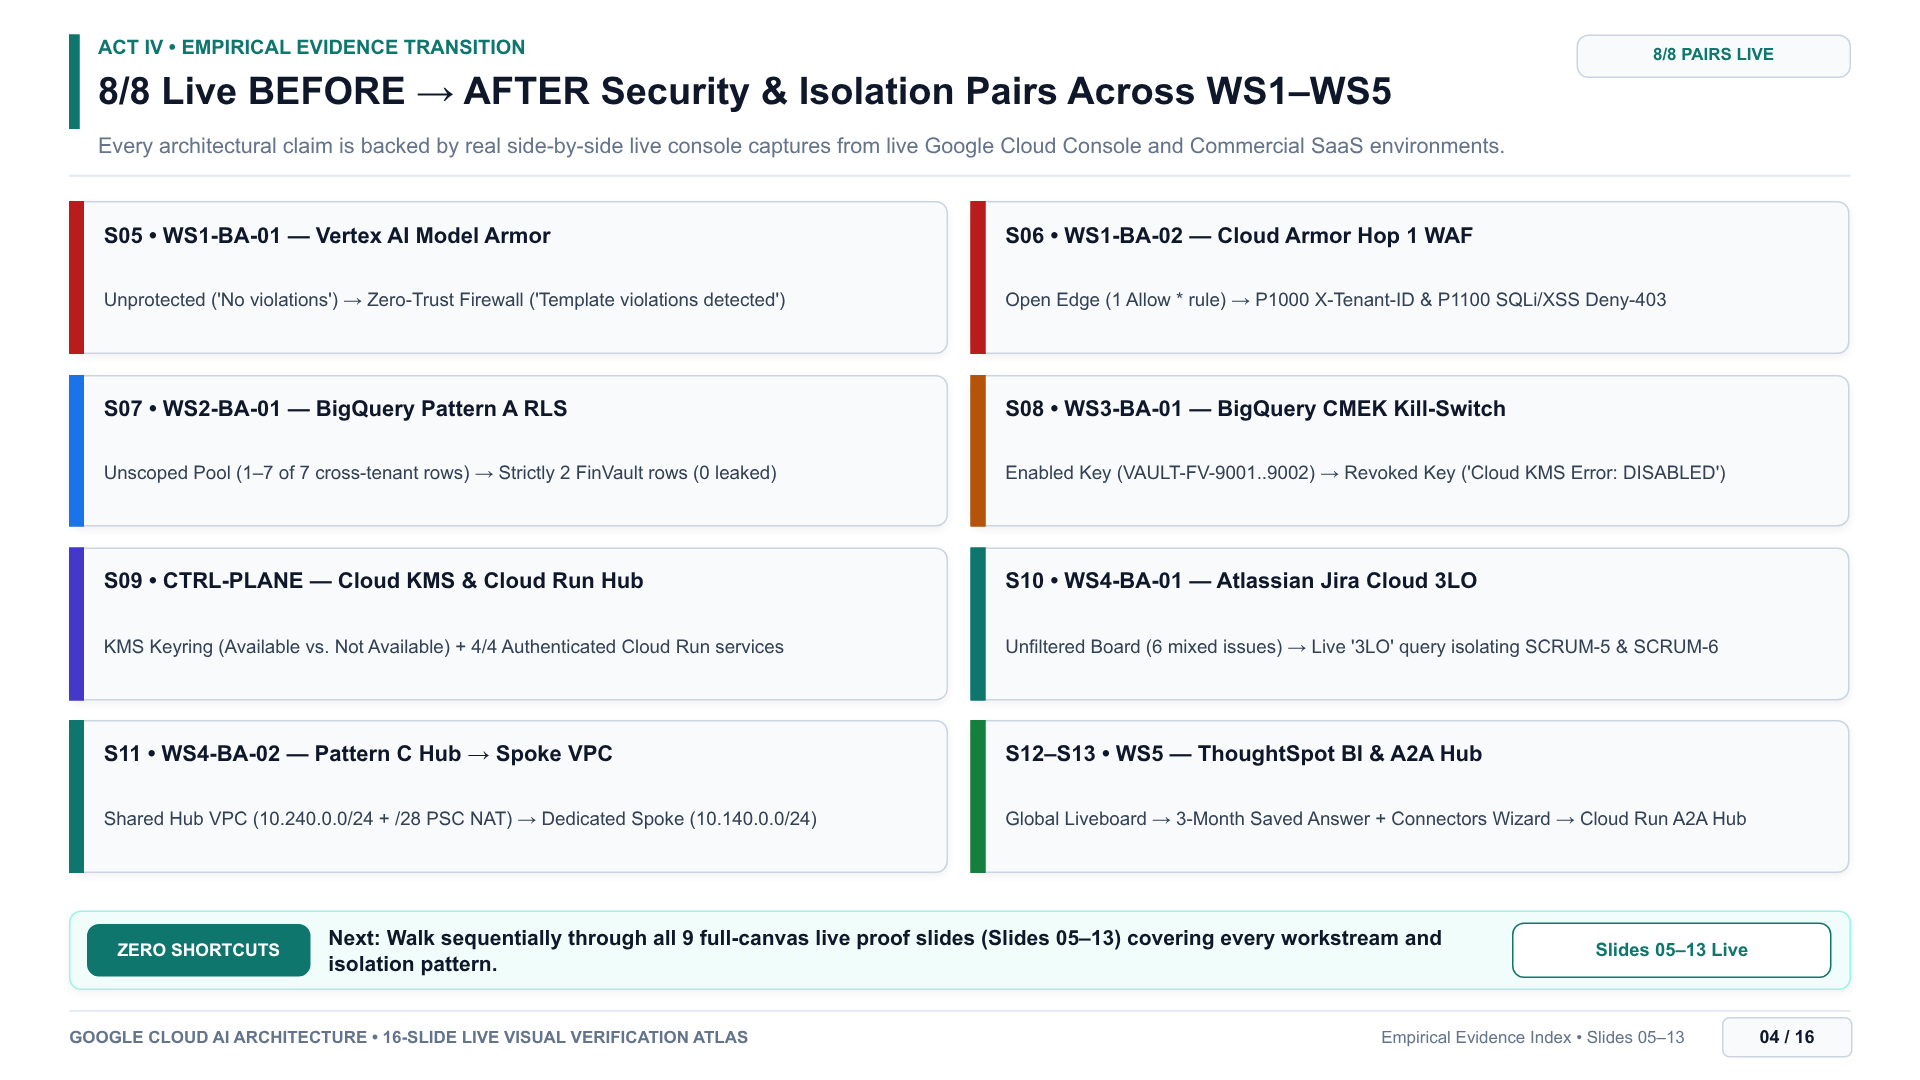 ACT IV • EMPIRICAL EVIDENCE TRANSITION
8/8 PAIRS LIVE
8/8 Live BEFORE → AFTER Security & Isolation Pairs Across WS1–WS5
Every architectural claim is backed by real side-by-side live console captures from live Google Cloud Console and Commercial SaaS environments.
S05 • WS1-BA-01 — Vertex AI Model Armor
Unprotected ('No violations') → Zero-Trust Firewall ('Template violations detected')
S06 • WS1-BA-02 — Cloud Armor Hop 1 WAF
Open Edge (1 Allow * rule) → P1000 X-Tenant-ID & P1100 SQLi/XSS Deny-403
S07 • WS2-BA-01 — BigQuery Pattern A RLS
Unscoped Pool (1–7 of 7 cross-tenant rows) → Strictly 2 FinVault rows (0 leaked)
S08 • WS3-BA-01 — BigQuery CMEK Kill-Switch
Enabled Key (VAULT-FV-9001..9002) → Revoked Key ('Cloud KMS Error: DISABLED')
S09 • CTRL-PLANE — Cloud KMS & Cloud Run Hub
KMS Keyring (Available vs. Not Available) + 4/4 Authenticated Cloud Run services
S10 • WS4-BA-01 — Atlassian Jira Cloud 3LO
Unfiltered Board (6 mixed issues) → Live '3LO' query isolating SCRUM-5 & SCRUM-6
S11 • WS4-BA-02 — Pattern C Hub → Spoke VPC
Shared Hub VPC (10.240.0.0/24 + /28 PSC NAT) → Dedicated Spoke (10.140.0.0/24)
S12–S13 • WS5 — ThoughtSpot BI & A2A Hub
Global Liveboard → 3-Month Saved Answer + Connectors Wizard → Cloud Run A2A Hub
ZERO SHORTCUTS
Next: Walk sequentially through all 9 full-canvas live proof slides (Slides 05–13) covering every workstream and
isolation pattern.
Slides 05–13 Live
GOOGLE CLOUD AI ARCHITECTURE • 16-SLIDE LIVE VISUAL VERIFICATION ATLAS
Empirical Evidence Index • Slides 05–13
04 / 16